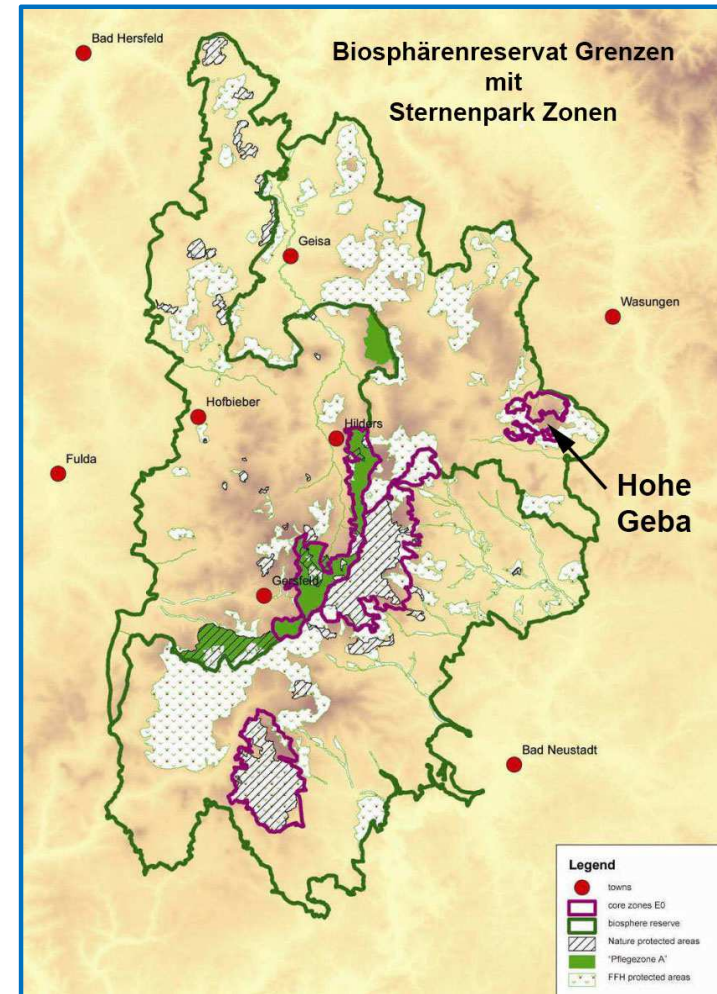 Biosphärenreservat Grenzen
mit
Sternenpark Zonen
Bad Hersfeld
Geisa
Wasungen
Hofbieber
Hilders
Fulda
Hohe
Geba
Gersfeld
Bad Neustadt
Legend
towns
core zones E0
biosphere reserve
Nature protected areas
'Pflegezone A'
FFH protected areas